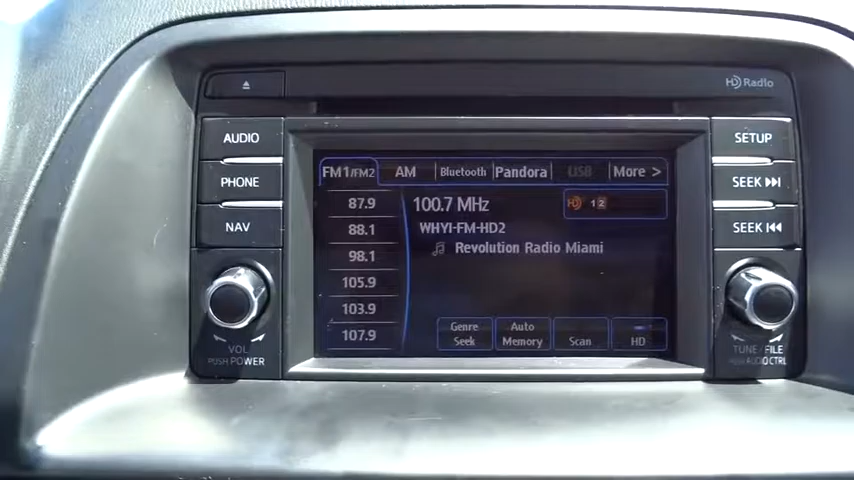 HD Radio
AUDIO
PHONE
NAV
VOL
PUSH POWER
FM1/FM2 AM Bluetooth Pandora USB More >
87.9
88.1
98.1
105.9
103.9
107.9
100.7 MHz
HD 1 2
WHYI-FM-HD2
Revolution Radio Miami
Genre Seek
Auto Memory
Scan
HD
SETUP
SEEK
SEEK
TUNE / FILE
PUSH AUDIO CTRL